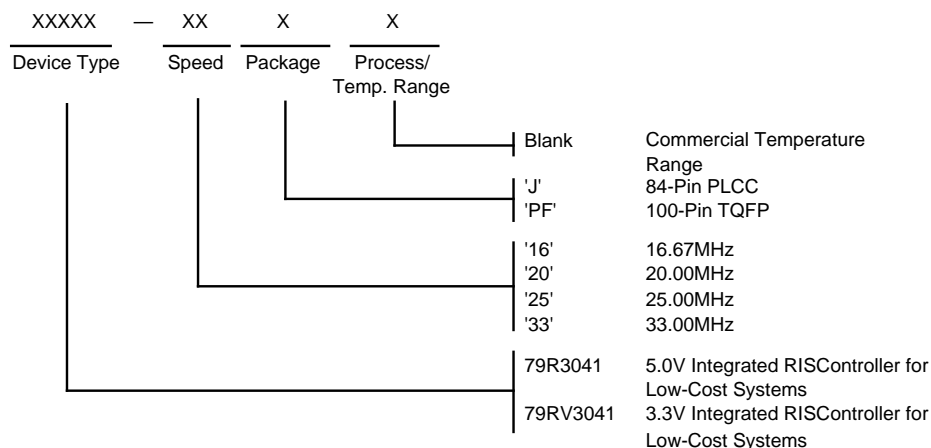 XXXXX — XX X X
Device Type Speed Package Process/
Temp. Range
Blank Commercial Temperature
Range
'J' 84-Pin PLCC
'PF' 100-Pin TQFP
'16' 16.67MHz
'20' 20.00MHz
'25' 25.00MHz
'33' 33.00MHz
79R3041 5.0V Integrated RISController for
Low-Cost Systems
79RV3041 3.3V Integrated RISController for
Low-Cost Systems